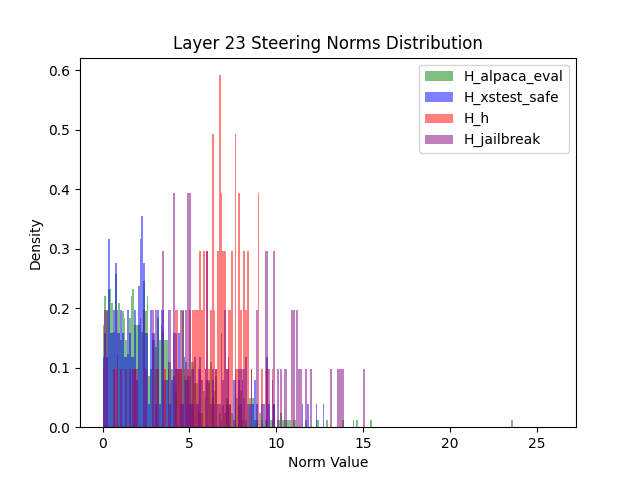 Layer 23 Steering Norms Distribution
H_alpaca_eval
H_xstest_safe
H_h
H_jailbreak
Density
0.6
0.5
0.4
0.3
0.2
0.1
0.0
0
5
10
15
20
25
Norm Value